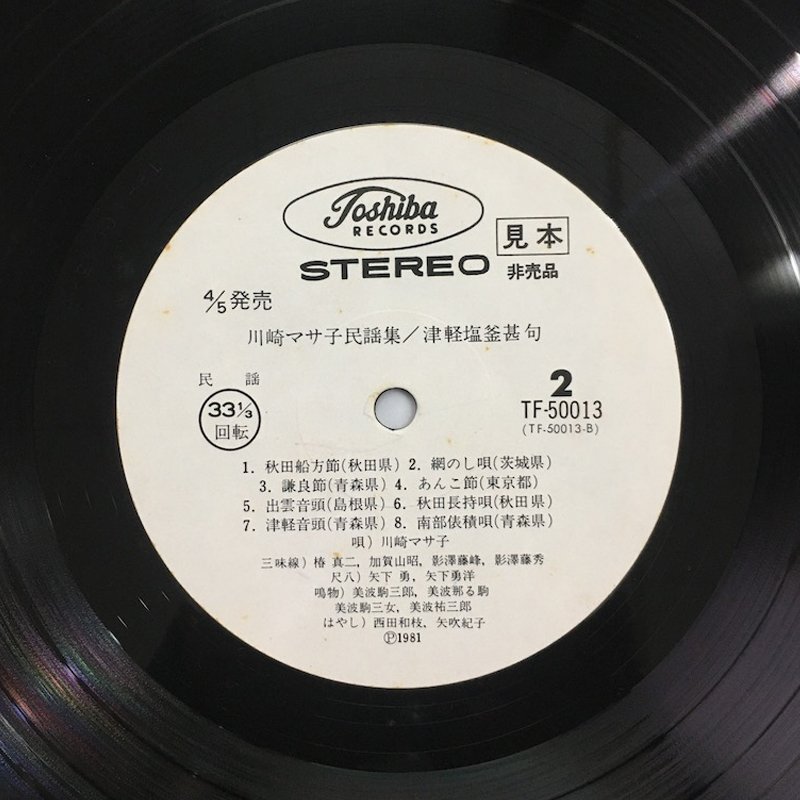 Toshiba
RECORDS
STEREO
見本
非売品
4/5発売
川崎マサ子民謡集/津軽塩釜甚句
民 謡
33 1/3
回転
2
TF-50013
(TF-50013-B)
1. 秋田船方節(秋田県) 2. 網のし唄(茨城県)
3. 謙良節(青森県) 4. あんこ節(東京都)
5. 出雲音頭(島根県) 6. 秋田長持唄(秋田県)
7. 津軽音頭(青森県) 8. 南部俵積唄(青森県)
唄) 川崎マサ子
三味線) 椿 真二, 加賀山昭, 影澤藤峰, 影澤藤秀
尺八) 矢下 勇, 矢下勇洋
鳴物) 美波駒三郎, 美波那る駒
美波駒三女, 美波祐三郎
はやし) 西田和枝, 矢吹紀子
Ⓟ1981